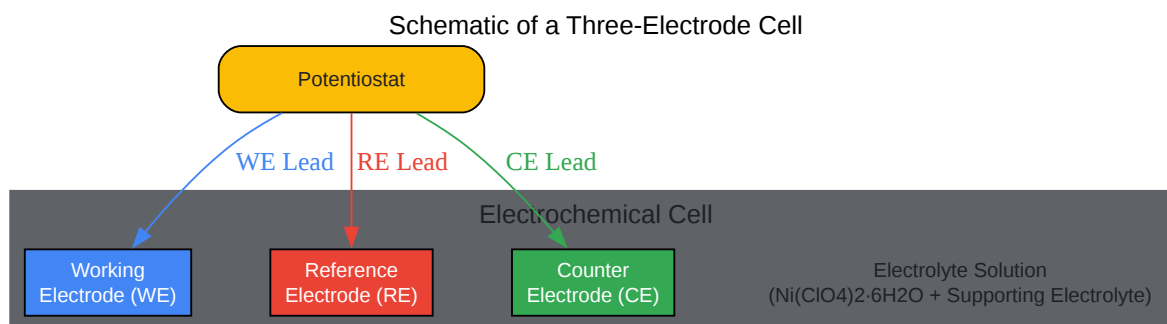 Schematic of a Three-Electrode Cell
Potentiostat
WE Lead
RE Lead
CE Lead
Electrochemical Cell
Working
Electrode (WE)
Reference
Electrode (RE)
Counter
Electrode (CE)
Electrolyte Solution
(Ni(ClO4)2·6H2O + Supporting Electrolyte)